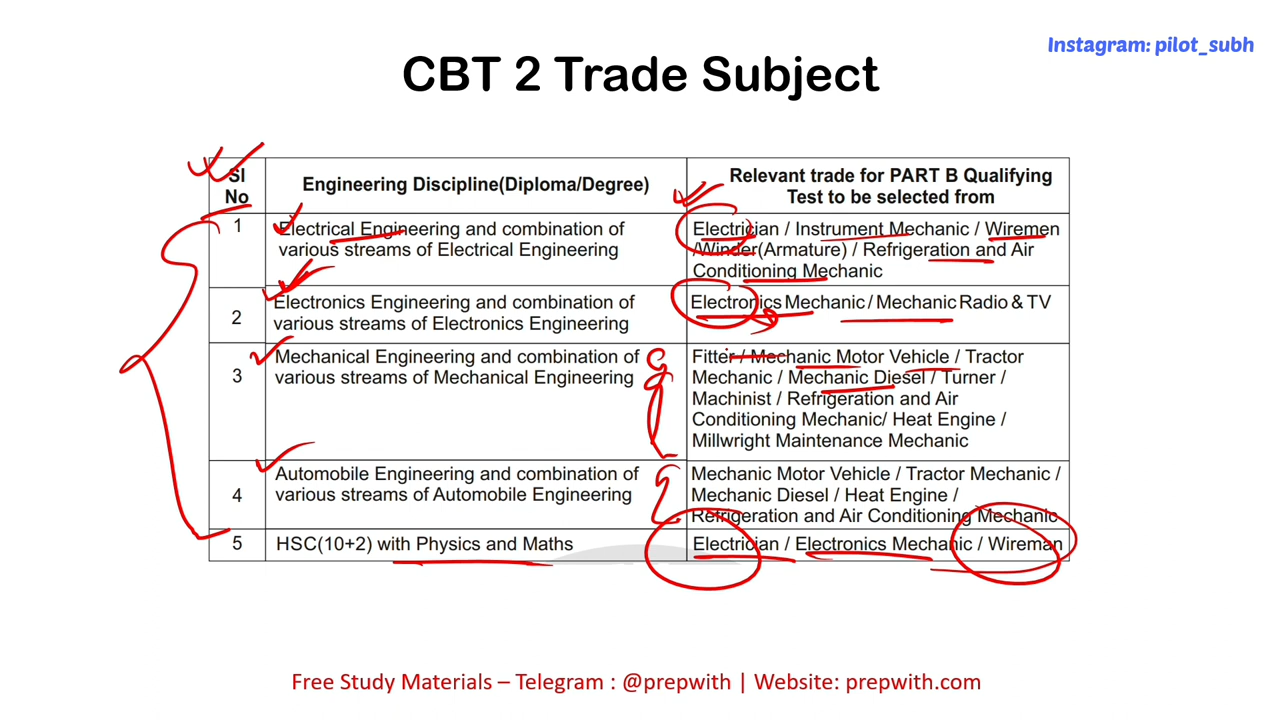 Instagram: pilot_subh
CBT 2 Trade Subject
Sl
No
Engineering Discipline(Diploma/Degree)
Relevant trade for PART B Qualifying
Test to be selected from
1
Electrical Engineering and combination of
various streams of Electrical Engineering
Electrician / Instrument Mechanic / Wiremen
/Winder(Armature) / Refrigeration and Air
Conditioning Mechanic
2
Electronics Engineering and combination of
various streams of Electronics Engineering
Electronics Mechanic / Mechanic Radio & TV
3
Mechanical Engineering and combination of
various streams of Mechanical Engineering
Fitter / Mechanic Motor Vehicle / Tractor
Mechanic / Mechanic Diesel / Turner /
Machinist / Refrigeration and Air
Conditioning Mechanic/ Heat Engine /
Millwright Maintenance Mechanic
4
Automobile Engineering and combination of
various streams of Automobile Engineering
Mechanic Motor Vehicle / Tractor Mechanic /
Mechanic Diesel / Heat Engine /
Refrigeration and Air Conditioning Mechanic
5
HSC(10+2) with Physics and Maths
Electrician / Electronics Mechanic / Wireman
Free Study Materials – Telegram : @prepwith | Website: prepwith.com